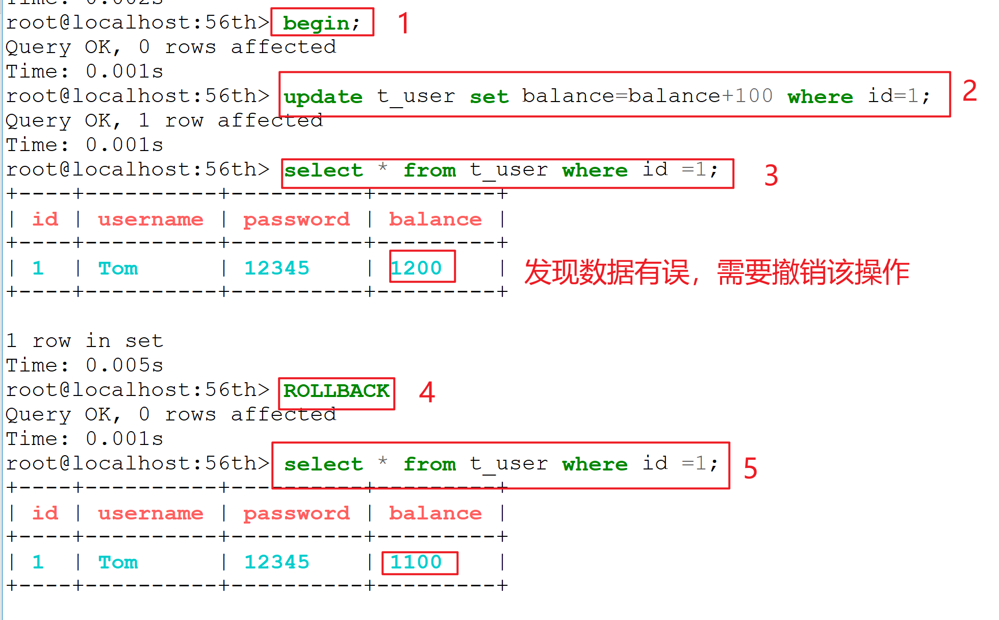 Time: 0.002s
root@localhost:56th> begin; 1
Query OK, 0 rows affected
Time: 0.001s
root@localhost:56th> update t_user set balance=balance+100 where id=1; 2
Query OK, 1 row affected
Time: 0.001s
root@localhost:56th> select * from t_user where id =1; 3
+----+----------+----------+---------+
| id | username | password | balance |
+----+----------+----------+---------+
| 1  | Tom      | 12345    | 1200    | 发现数据有误，需要撤销该操作
+----+----------+----------+---------+
1 row in set
Time: 0.005s
root@localhost:56th> ROLLBACK 4
Query OK, 0 rows affected
Time: 0.001s
root@localhost:56th> select * from t_user where id =1; 5
+----+----------+----------+---------+
| id | username | password | balance |
+----+----------+----------+---------+
| 1  | Tom      | 12345    | 1100    |
+----+----------+----------+---------+